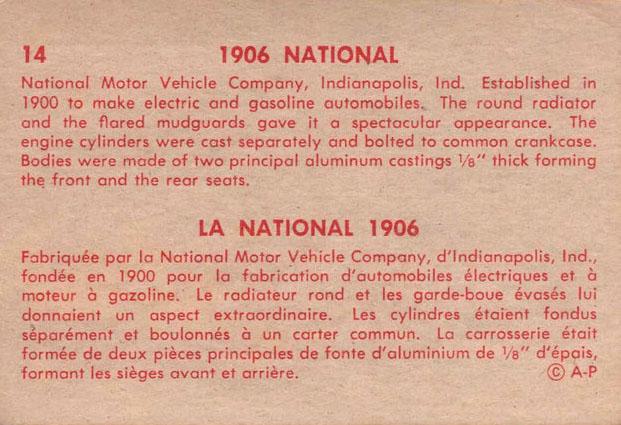 14 1906 NATIONAL
National Motor Vehicle Company, Indianapolis, Ind. Established in
1900 to make electric and gasoline automobiles. The round radiator
and the flared mudguards gave it a spectacular appearance. The
engine cylinders were cast separately and bolted to common crankcase.
Bodies were made of two principal aluminum castings ⅛" thick forming
the front and the rear seats.
LA NATIONAL 1906
Fabriquée par la National Motor Vehicle Company, d'Indianapolis, Ind.,
fondée en 1900 pour la fabrication d'automobiles électriques et à
moteur à gazoline. Le radiateur rond et les garde-boue évasés lui
donnaient un aspect extraordinaire. Les cylindres étaient fondus
séparément et boulonnés à un carter commun. La carrosserie était
formée de deux pièces principales de fonte d'aluminium de ⅛" d'épais,
formant les sièges avant et arrière. © A-P